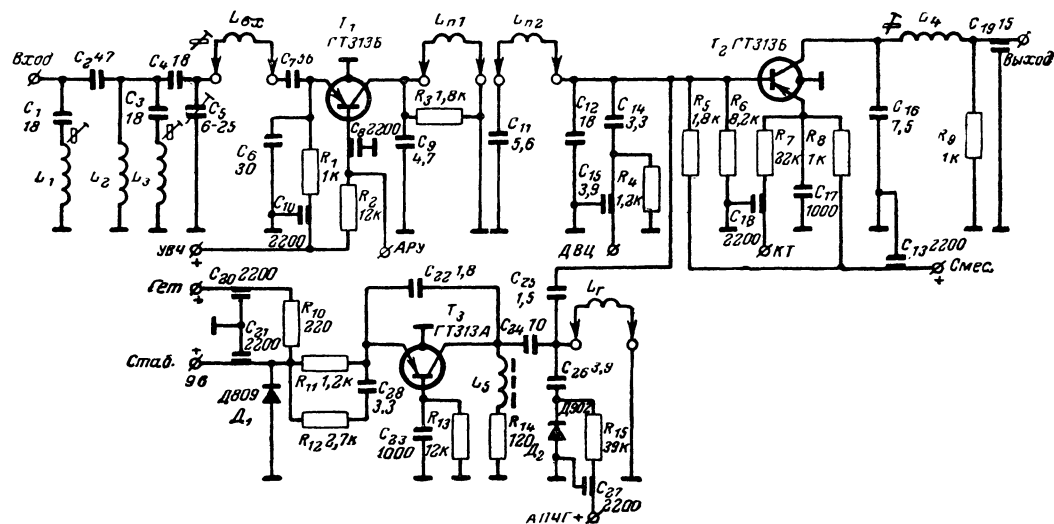 Вход
C₂ 47
C₄ 18
Lвх
C₇ 56
T₁
ГТ313Б
Lп1
Lп2
T₂ ГТ313Б
L₄
C₁₉ 15
Выход
C₁
18
C₃
18
C₅
6-25
L₁
L₂
L₃
C₆
30
R₁
1к
C₈ 2200
R₂
12к
C₁₀
2200
R₃ 1,8к
C₉
4,7
C₁₁
5,6
C₁₂
18
C₁₄
3,3
C₁₅
3,9
R₄
1,2к
R₅
1,8к
R₆
8,2к
R₇
22к
R₈
1к
C₁₈
2200
C₁₇
1000
C₁₆
7,5
R₉
1к
C₁₃ 2200
УВЧ
+
АРУ
ДВЦ
КТ
Смес.
+
Гет
+
C₂₀ 2200
C₂₁
2200
R₁₀
220
C₂₂ 1,8
T₃
ГТ313А
C₂₅
1,5
C₂₄ 10
Lг
Стаб.
+
9в
Д809
Д₁
R₁₁ 1,2к
R₁₂ 2,7к
C₂₈
3,3
C₂₃
1000
R₁₃
12к
L₅
R₁₄
120
C₂₆ 3,9
Д902
Д₂
R₁₅
39к
C₂₇
2200
АПЧГ +